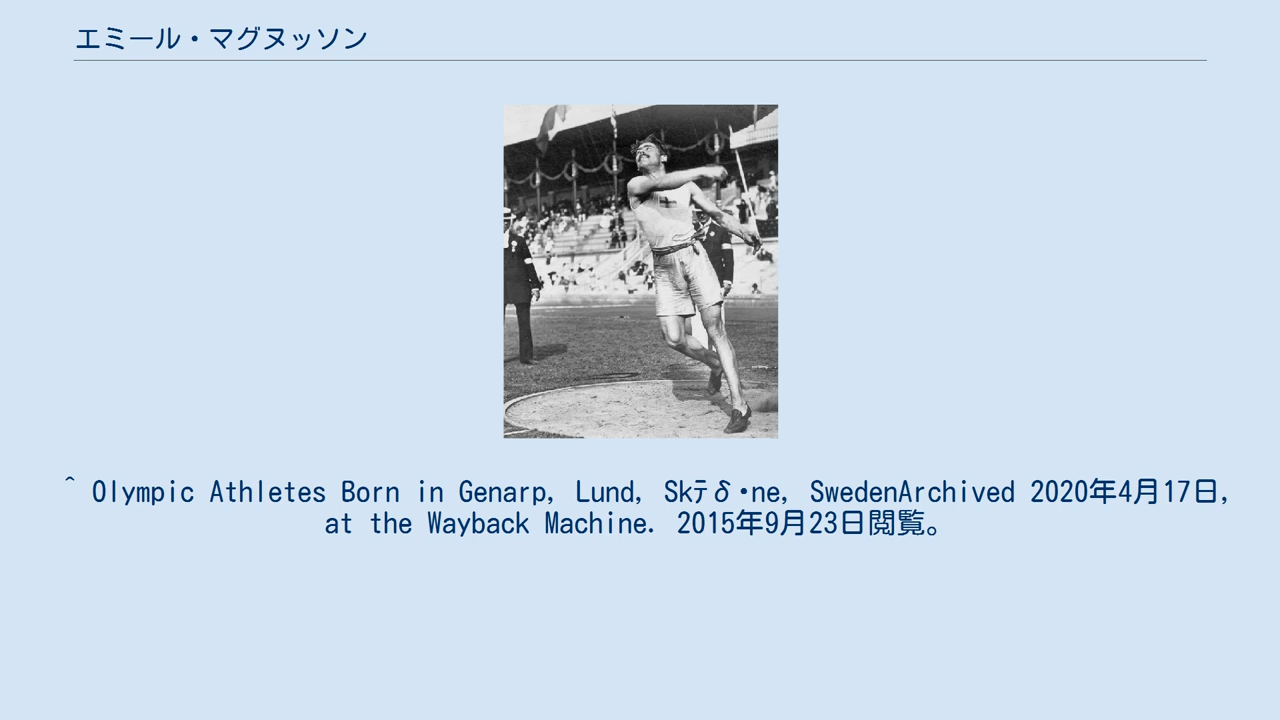 エミール・マグヌッソン
^ Olympic Athletes Born in Genarp, Lund, Skﾃδ･ne, SwedenArchived 2020年4月17日,
at the Wayback Machine. 2015年9月23日閲覧。